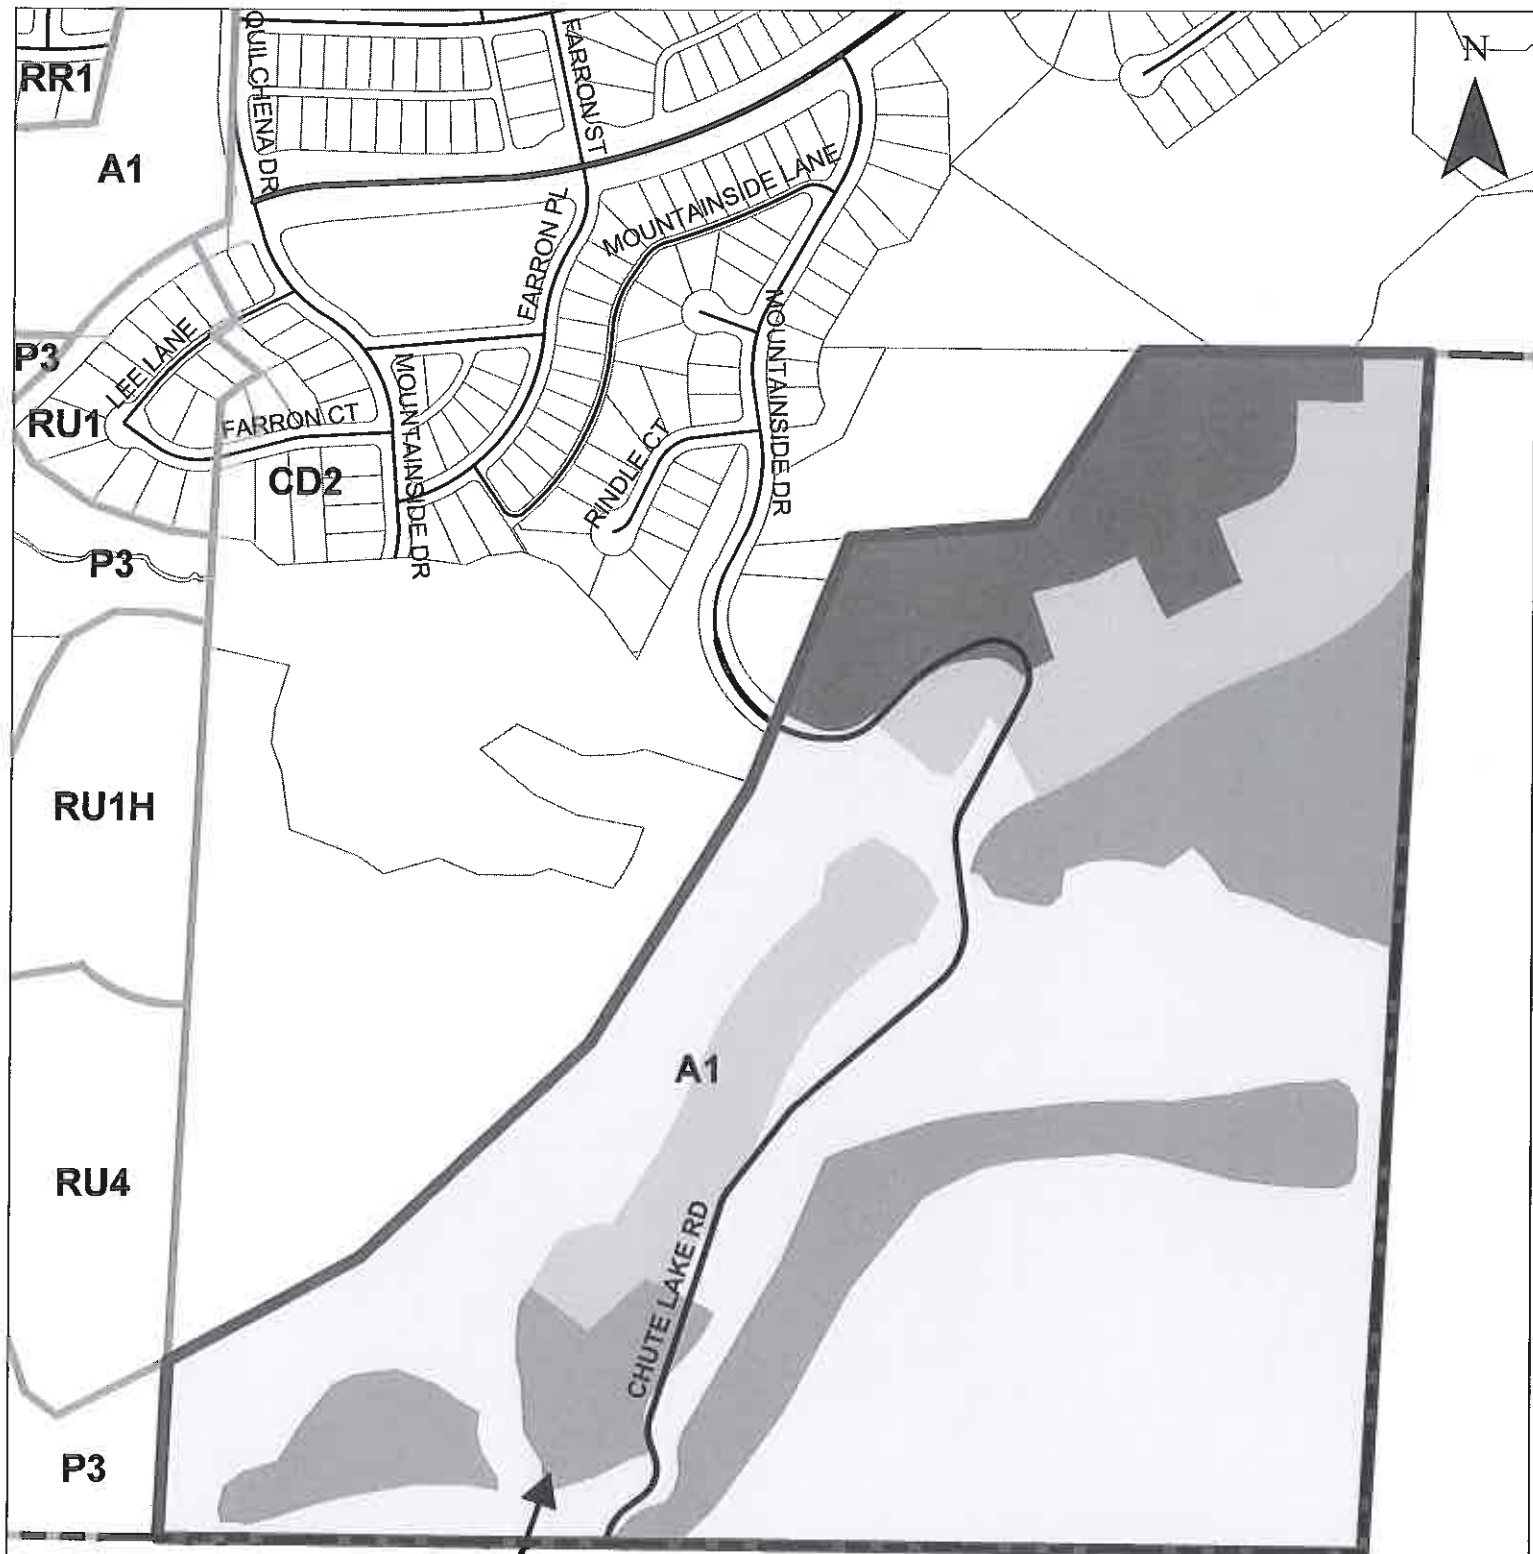 N
RR1
QUILCHENA DR
FARRON ST
A1
MOUNTAINSIDE LANE
FARRON PL
LEE LANE
MOUNTAINSIDE DR
P3
MOUNTAINSIDE DR
RU1
FARRON CT
RINDLE CT
CD2
P3
RU1H
A1
RU4
CHUTE LAKE RD
P3